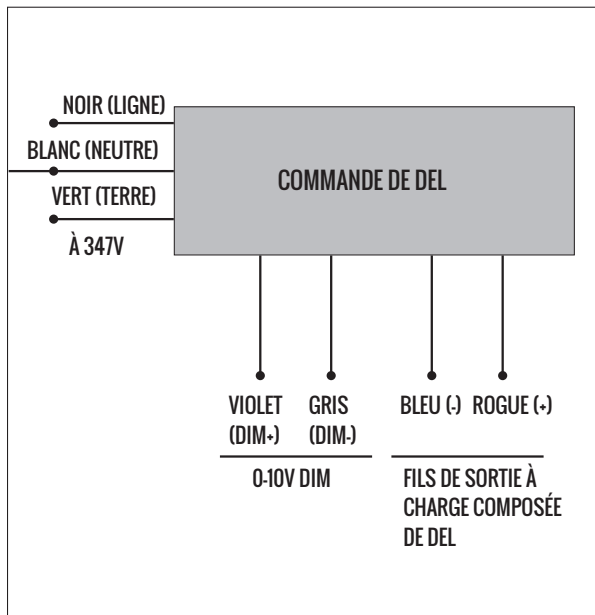 NOIR (LIGNE)
BLANC (NEUTRE)
VERT (TERRE)
À 347V
COMMANDE DE DEL
VIOLET
(DIM+)
GRIS
(DIM-)
0-10V DIM
BLEU (-) ROGUE (+)
FILS DE SORTIE À
CHARGE COMPOSÉE
DE DEL